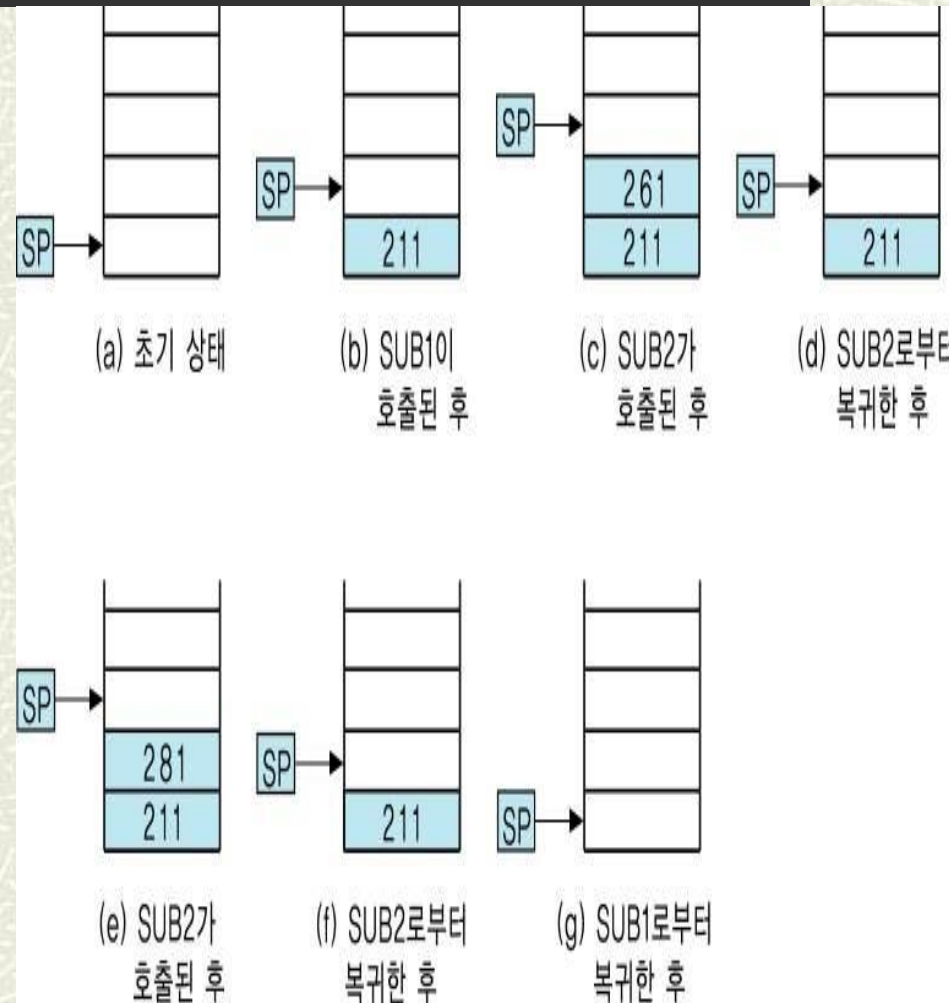 SP
(a) 초기 상태
SP
211
(b) SUB1이
호출된 후
SP
261
211
(c) SUB2가
호출된 후
SP
211
(d) SUB2로부터
복귀한 후
SP
281
211
(e) SUB2가
호출된 후
SP
211
(f) SUB2로부터
복귀한 후
SP
(g) SUB1로부터
복귀한 후